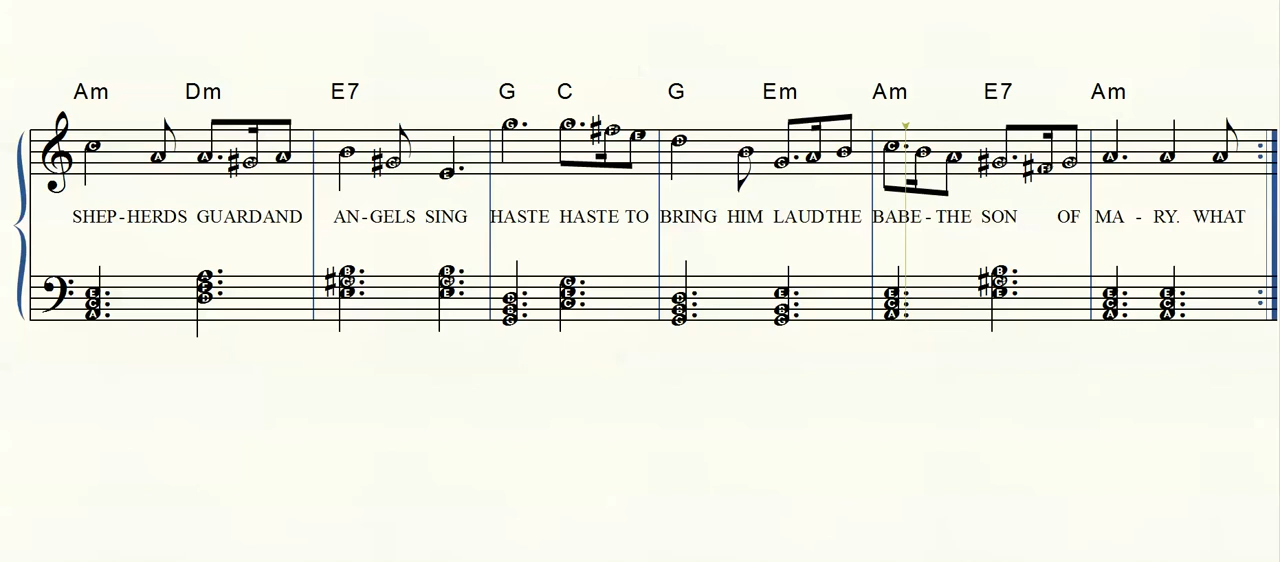 Am Dm E7 G C G Em Am E7 Am
C A A G A B G E G G F E D B G A B C B A G F G A A A
SHEP-HERDS GUARDAND AN-GELS SING HASTE HASTE TO BRING HIM LAUDTHE BABE-THE SON OF MA - RY. WHAT